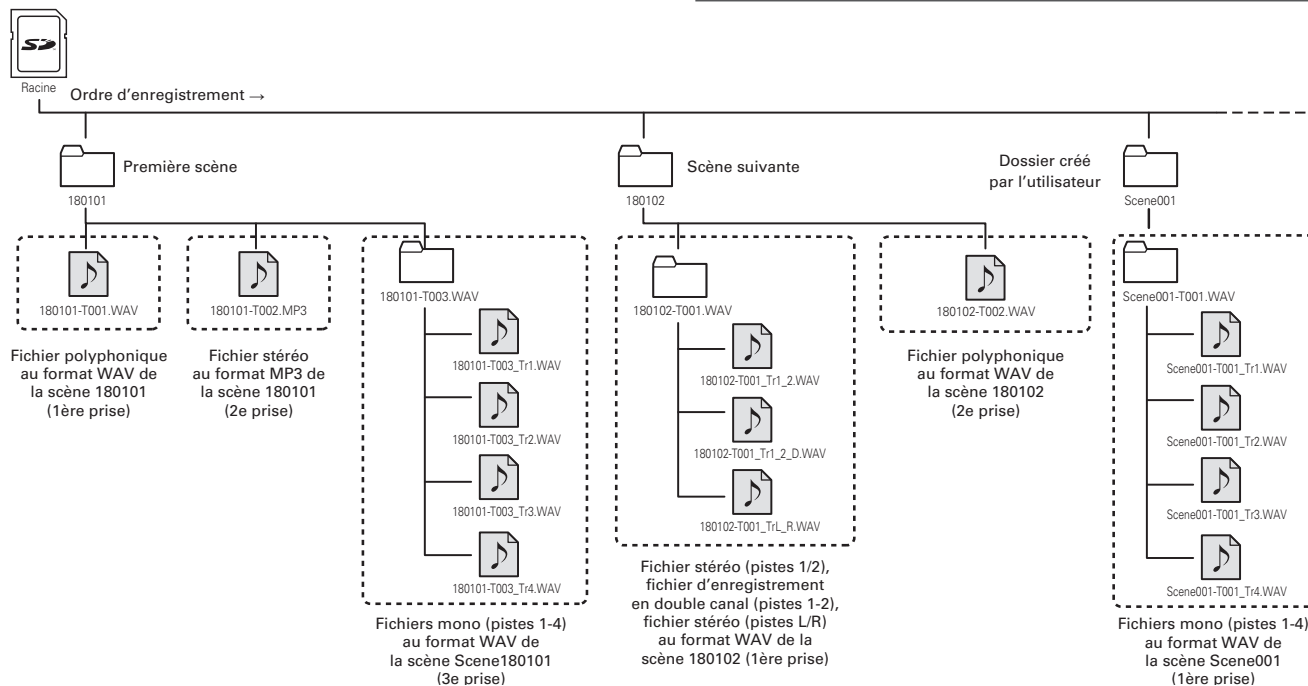 SD
Racine
Ordre d'enregistrement →
Première scène
180101
Scène suivante
180102
Dossier créé
par l'utilisateur
Scene001
180101-T001.WAV
Fichier polyphonique
au format WAV de
la scène 180101
(1ère prise)
180101-T002.MP3
Fichier stéréo
au format MP3 de
la scène 180101
(2e prise)
180101-T003.WAV
180101-T003_Tr1.WAV
180101-T003_Tr2.WAV
180101-T003_Tr3.WAV
180101-T003_Tr4.WAV
Fichiers mono (pistes 1-4)
au format WAV de
la scène Scene180101
(3e prise)
180102-T001.WAV
180102-T001_Tr1_2.WAV
180102-T001_Tr1_2_D.WAV
180102-T001_TrL_R.WAV
Fichier stéréo (pistes 1/2),
fichier d'enregistrement
en double canal (pistes 1-2),
fichier stéréo (pistes L/R)
au format WAV de la
scène 180102 (1ère prise)
180102-T002.WAV
Fichier polyphonique
au format WAV de
la scène 180102
(2e prise)
Scene001-T001.WAV
Scene001-T001_Tr1.WAV
Scene001-T001_Tr2.WAV
Scene001-T001_Tr3.WAV
Scene001-T001_Tr4.WAV
Fichiers mono (pistes 1-4)
au format WAV de
la scène Scene001
(1ère prise)